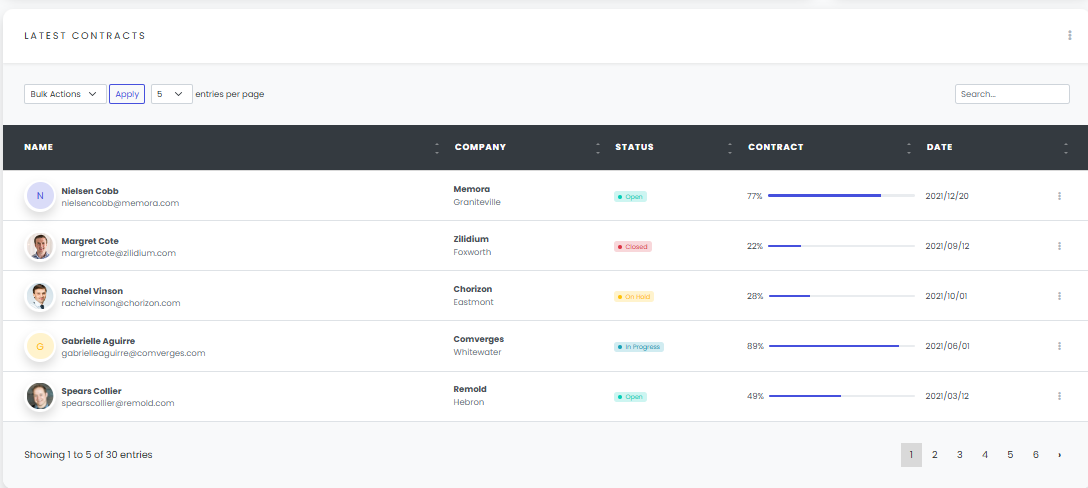 LATEST CONTRACTS
Bulk Actions Apply 5 entries per page Search...
NAME COMPANY STATUS CONTRACT DATE
N Nielsen Cobb Memora Open 77% 2021/12/20
nielsencobb@memora.com Graniteville
Margret Cote Zilidium Closed 22% 2021/09/12
margretcote@zilidium.com Foxworth
Rachel Vinson Chorizon On Hold 28% 2021/10/01
rachelvinson@chorizon.com Eastmont
G Gabrielle Aguirre Comverges In Progress 89% 2021/06/01
gabrielleaguirre@comverges.com Whitewater
Spears Collier Remold Open 49% 2021/03/12
spearscollier@remold.com Hebron
Showing 1 to 5 of 30 entries 1 2 3 4 5 6 ›